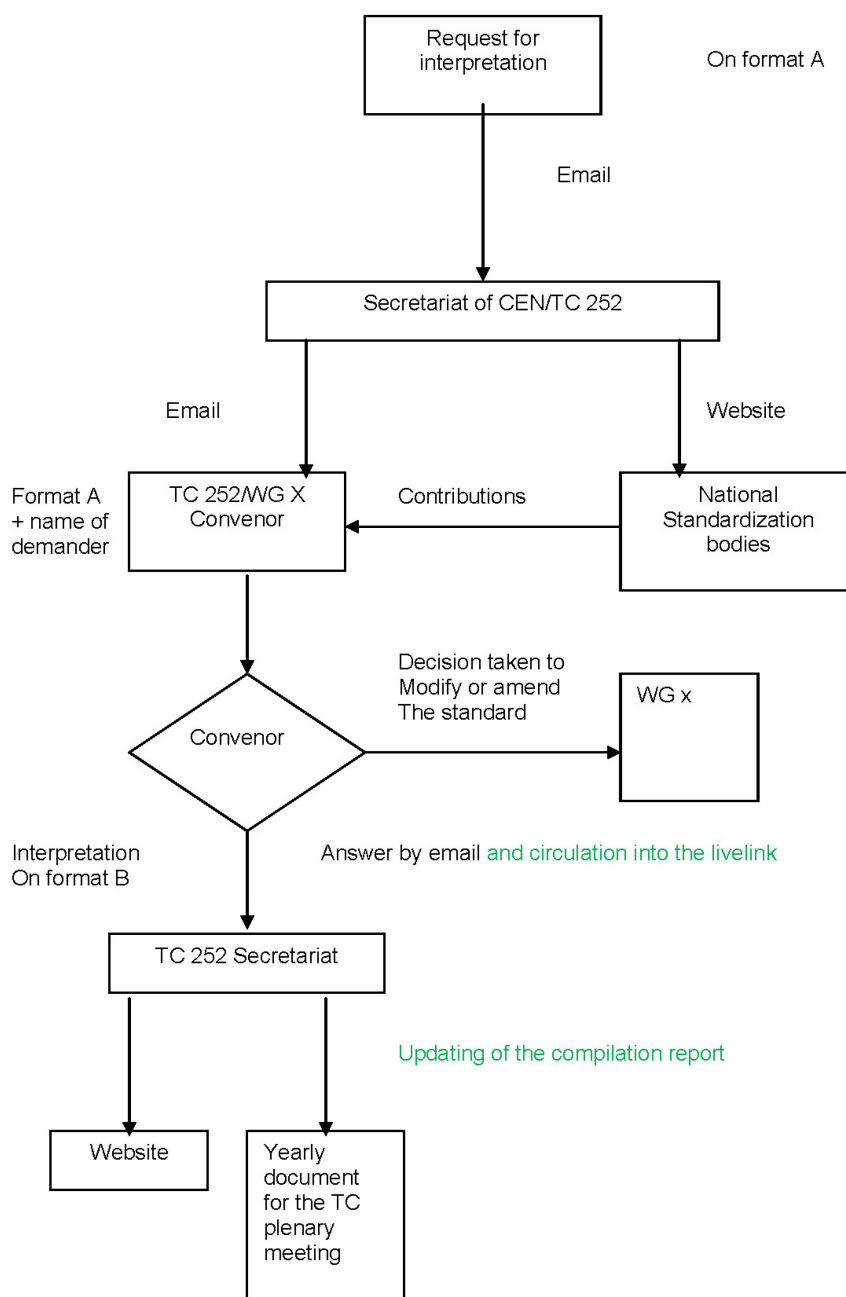 Request for
interpretation
On format A
Email
Secretariat of CEN/TC 252
Email
Website
Format A
+ name of
demander
TC 252/WG X
Convenor
Contributions
National
Standardization
bodies
Decision taken to
Modify or amend
The standard
WG x
Convenor
Interpretation
On format B
Answer by email and circulation into the livelink
TC 252 Secretariat
Updating of the compilation report
Website
Yearly
document
for the TC
plenary
meeting